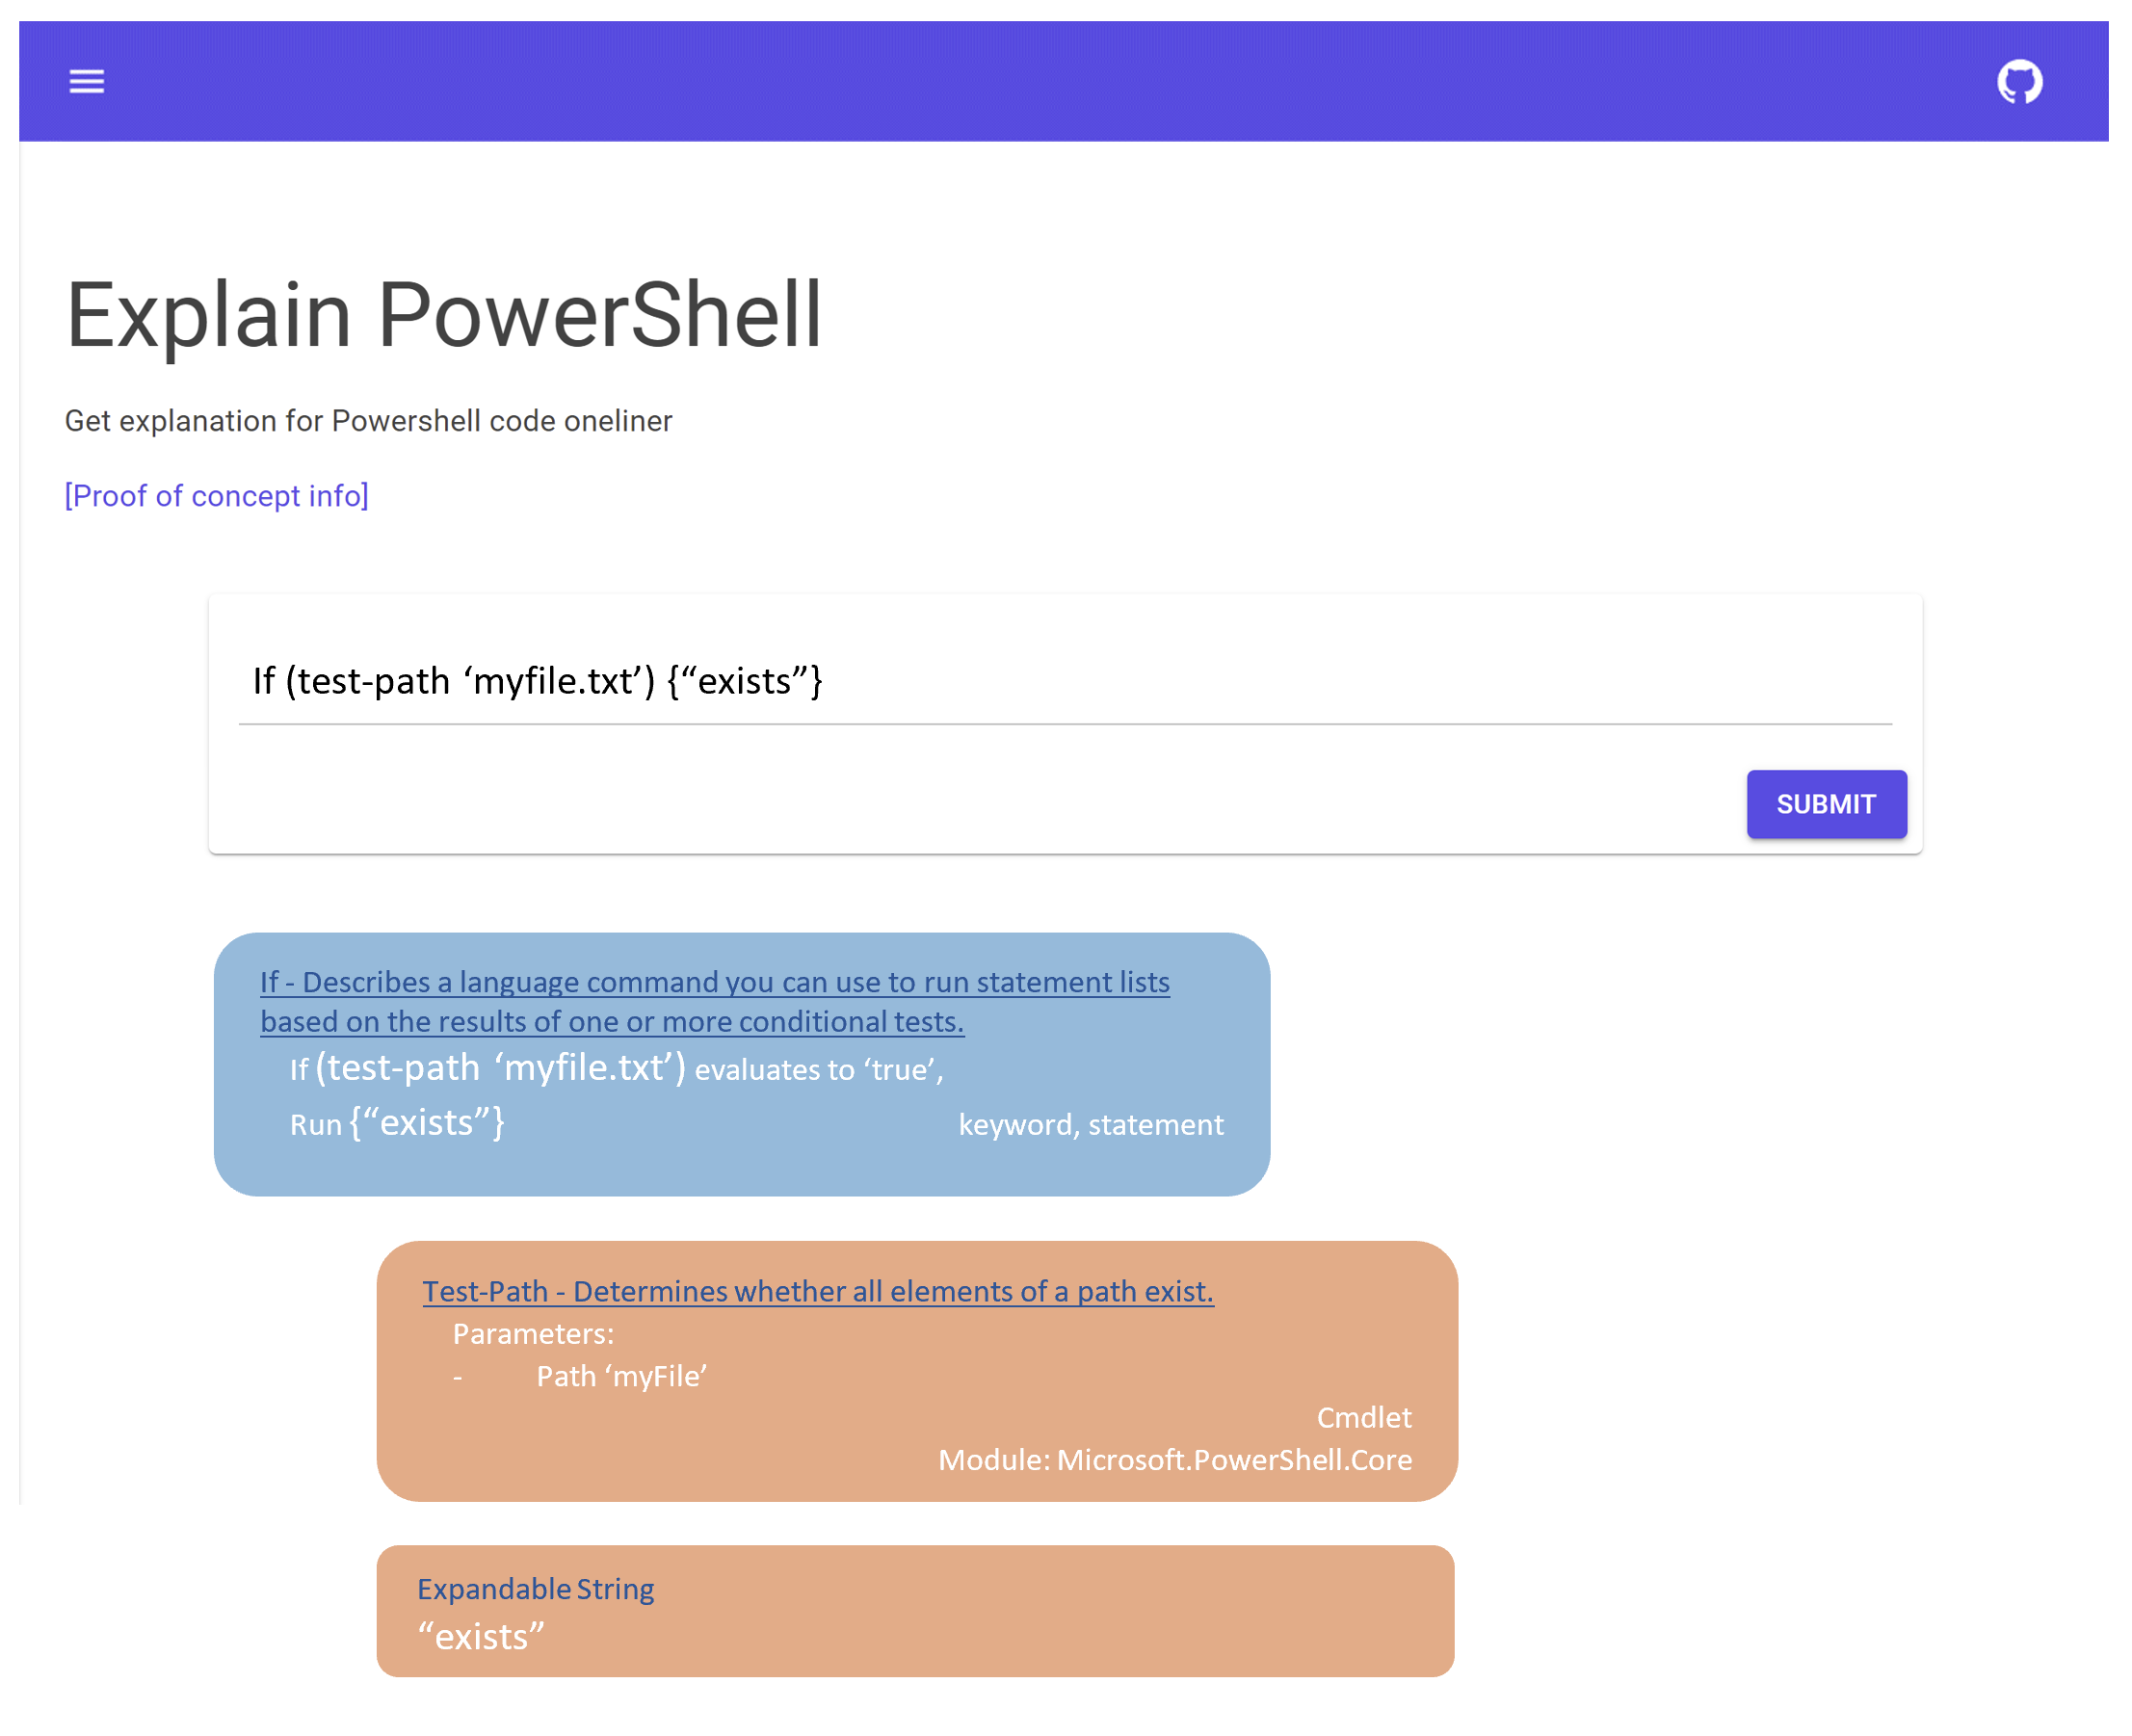 Explain PowerShell
Get explanation for Powershell code oneliner
[Proof of concept info]
If (test-path ‘myfile.txt’) {“exists”}
SUBMIT
If - Describes a language command you can use to run statement lists
based on the results of one or more conditional tests.
If (test-path ‘myfile.txt’) evaluates to ‘true’,
Run {“exists”} keyword, statement
Test-Path - Determines whether all elements of a path exist.
Parameters:
- Path ‘myFile’
Cmdlet
Module: Microsoft.PowerShell.Core
Expandable String
“exists”